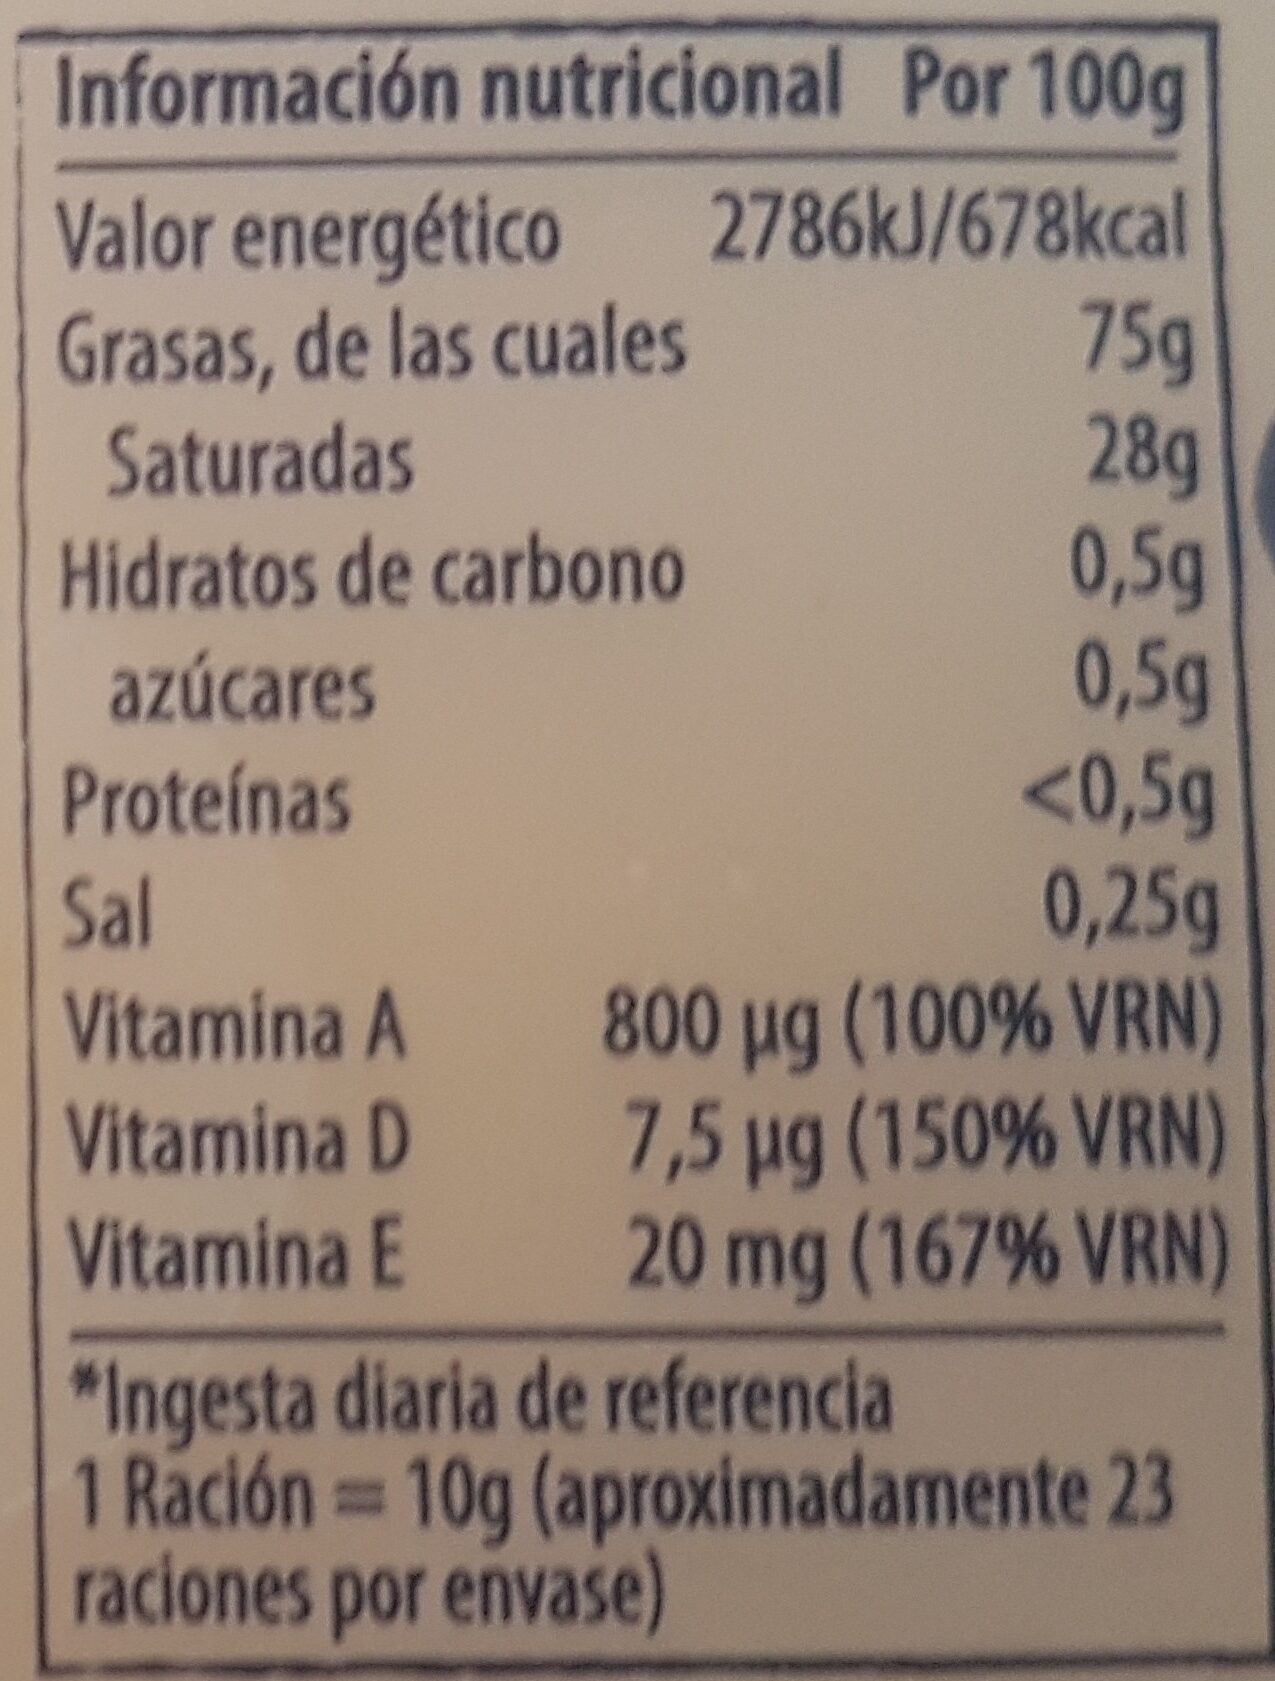 Información nutricional Por 100g
Valor energético 2786kJ/678kcal
Grasas, de las cuales 75g
Saturadas 28g
Hidratos de carbono 0,5g
azúcares 0,5g
Proteínas <0,5g
Sal 0,25g
Vitamina A 800 µg (100% VRN)
Vitamina D 7,5 µg (150% VRN)
Vitamina E 20 mg (167% VRN)
*Ingesta diaria de referencia
1 Ración = 10g (aproximadamente 23
raciones por envase)